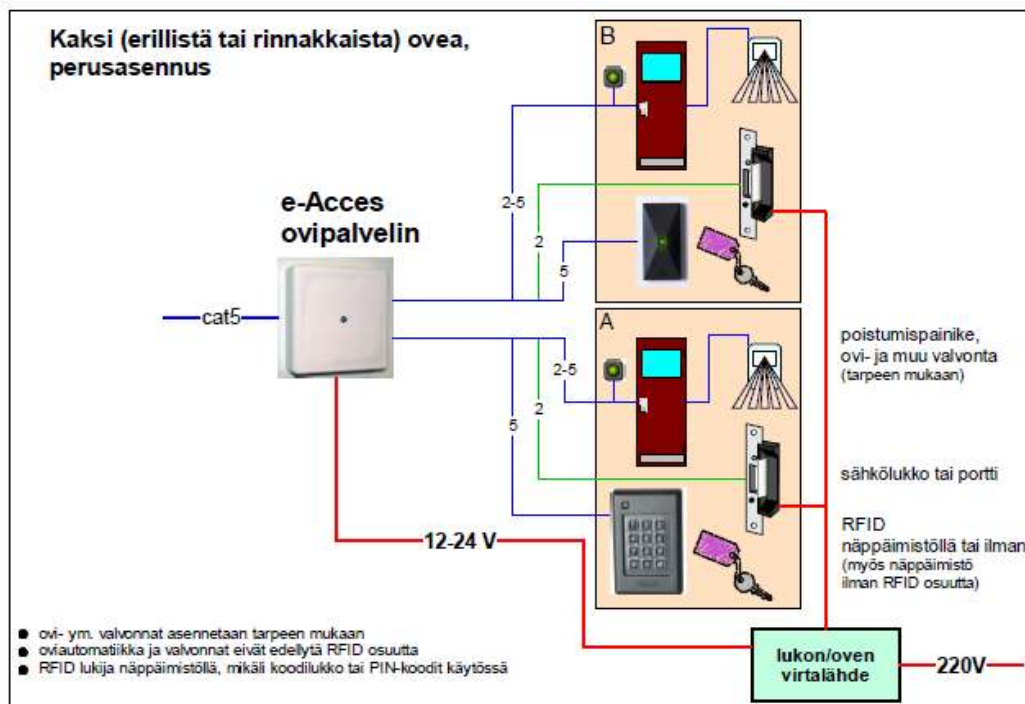 Kaksi (erillistä tai rinnakkaista) ovea,
perusasennus
B
2-5
2
5
e-Acces
ovipalvelin
cat5
A
2-5
2
5
poistumispainike,
ovi- ja muu valvonta
(tarpeen mukaan)
sähkölukko tai portti
RFID
näppäimistöllä tai ilman
(myös näppäimistö
ilman RFID osuutta)
12-24 V
ovi- ym. valvonnat asennetaan tarpeen mukaan
oviautomatiikka ja valvonnat eivät edellytä RFID osuutta
RFID lukija näppäimistöllä, mikäli koodilukko tai PIN-koodit käytössä
lukon/oven
virtalähde
220V